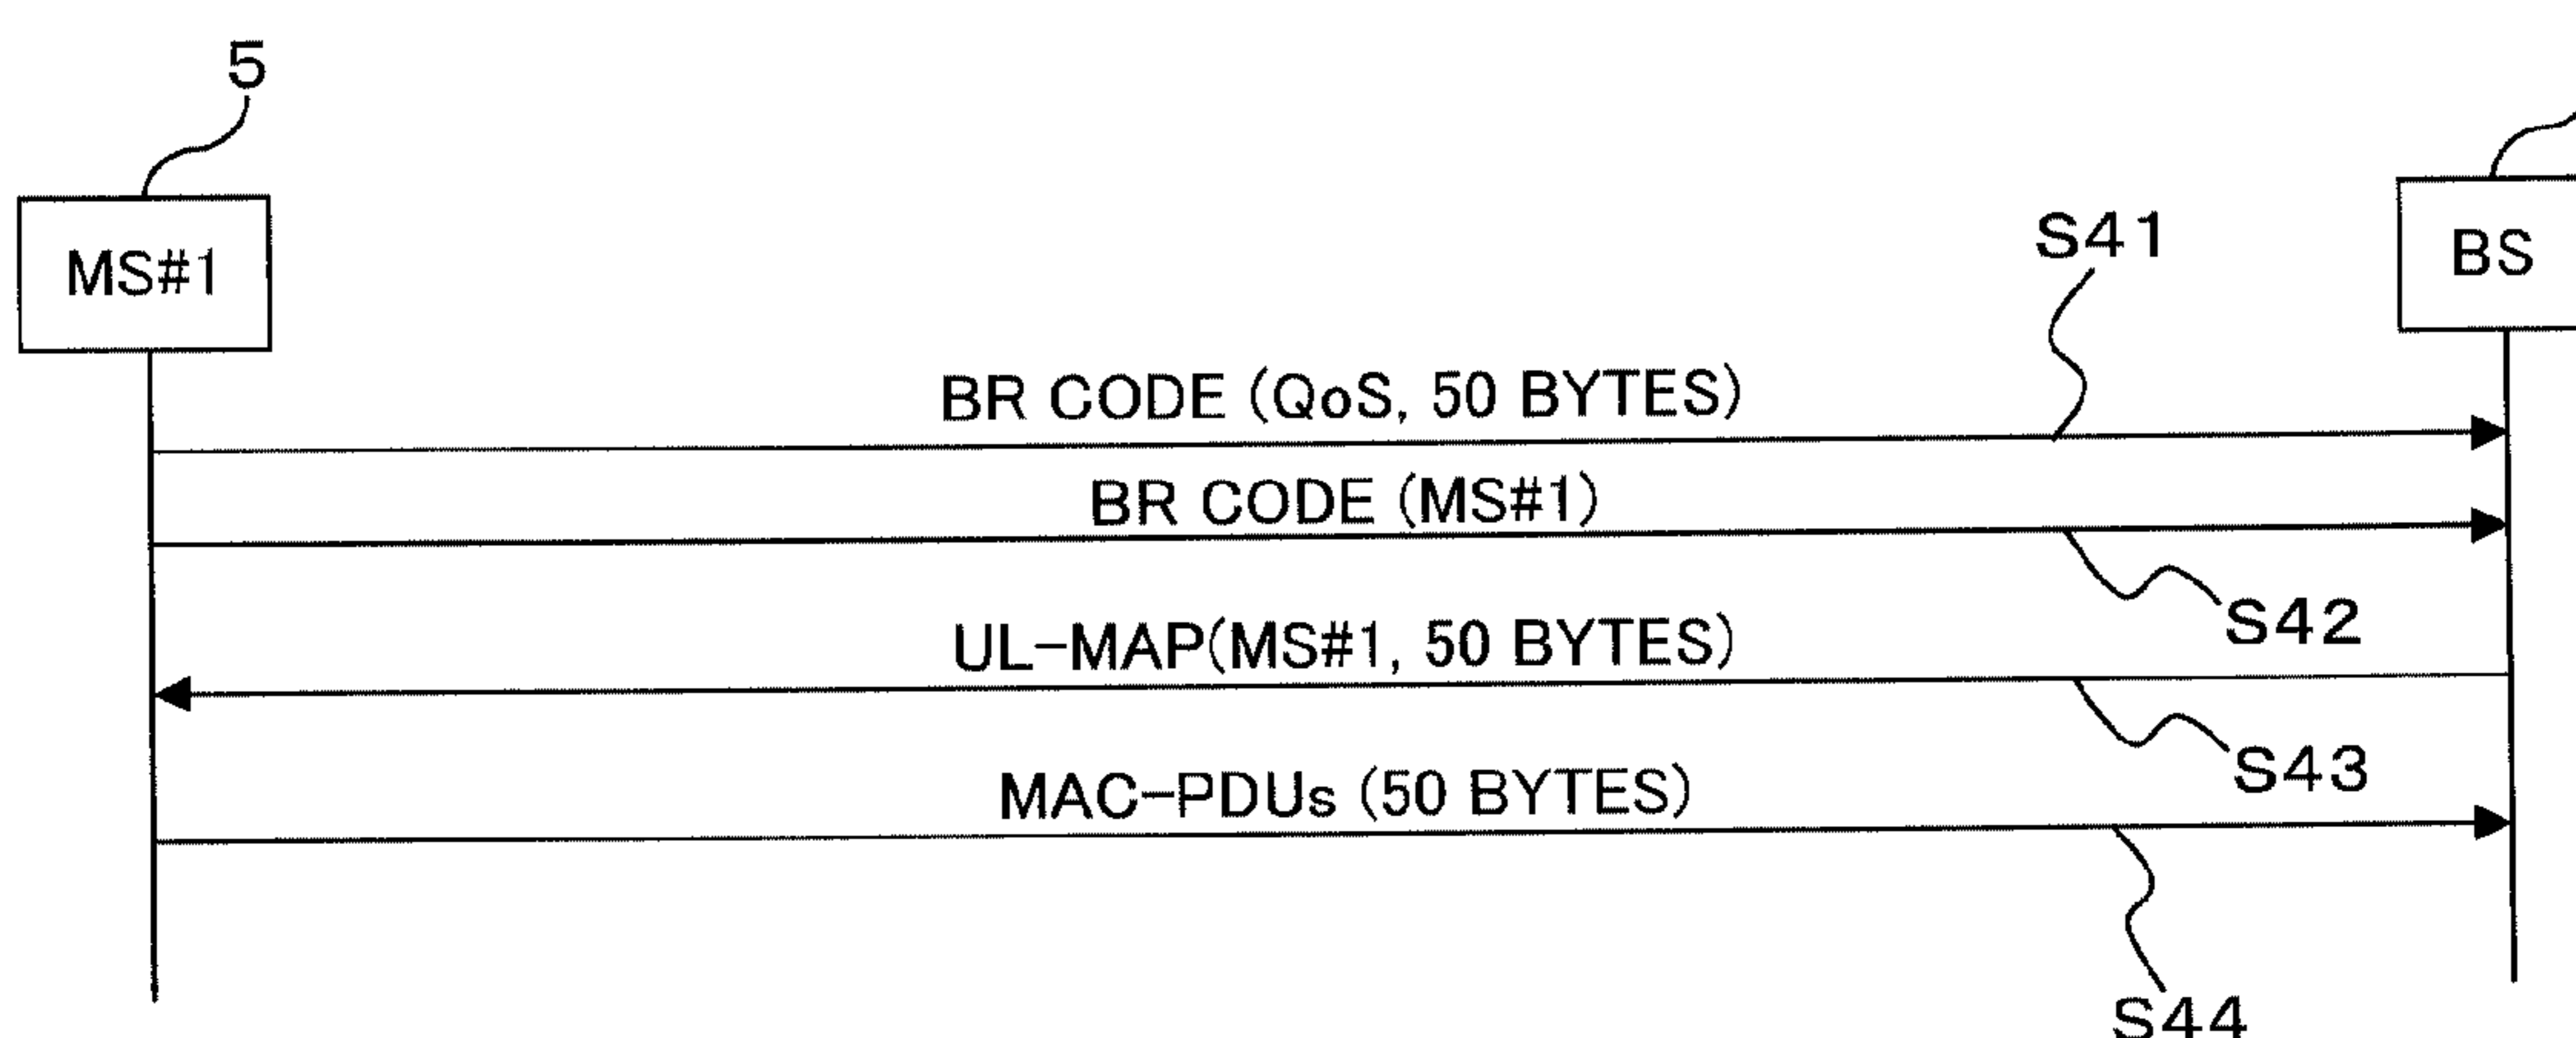 5
MS#1
BS
S41
BR CODE (QoS, 50 BYTES)
BR CODE (MS#1)
S42
UL-MAP(MS#1, 50 BYTES)
S43
MAC-PDUs (50 BYTES)
S44